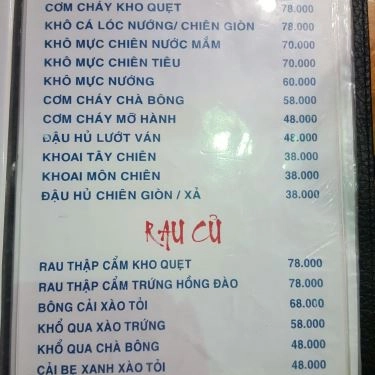 CƠM CHÁY KHO QUẸT 78.000
KHÔ CÁ LÓC NƯỚNG/ CHIÊN GIÒN 78.000
KHÔ MỰC CHIÊN NƯỚC MẮM 70.000
KHÔ MỰC CHIÊN TIÊU 70.000
KHÔ MỰC NƯỚNG 60.000
CƠM CHÁY CHÀ BÔNG 58.000
CƠM CHÁY MỠ HÀNH 48.000
ĐẬU HỦ LƯỚT VÁN 48.000
KHOAI TÂY CHIÊN 38.000
KHOAI MÔN CHIÊN 38.000
ĐẬU HỦ CHIÊN GIÒN / XẢ 38.000
RAU CỦ
RAU THẬP CẨM KHO QUẸT 78.000
RAU THẬP CẨM TRỨNG HỒNG ĐÀO 78.000
BÔNG CẢI XÀO TỎI 68.000
KHỔ QUA XÀO TRỨNG 58.000
KHỔ QUA CHÀ BÔNG 48.000
CẢI BẸ XANH XÀO TỎI 48.000